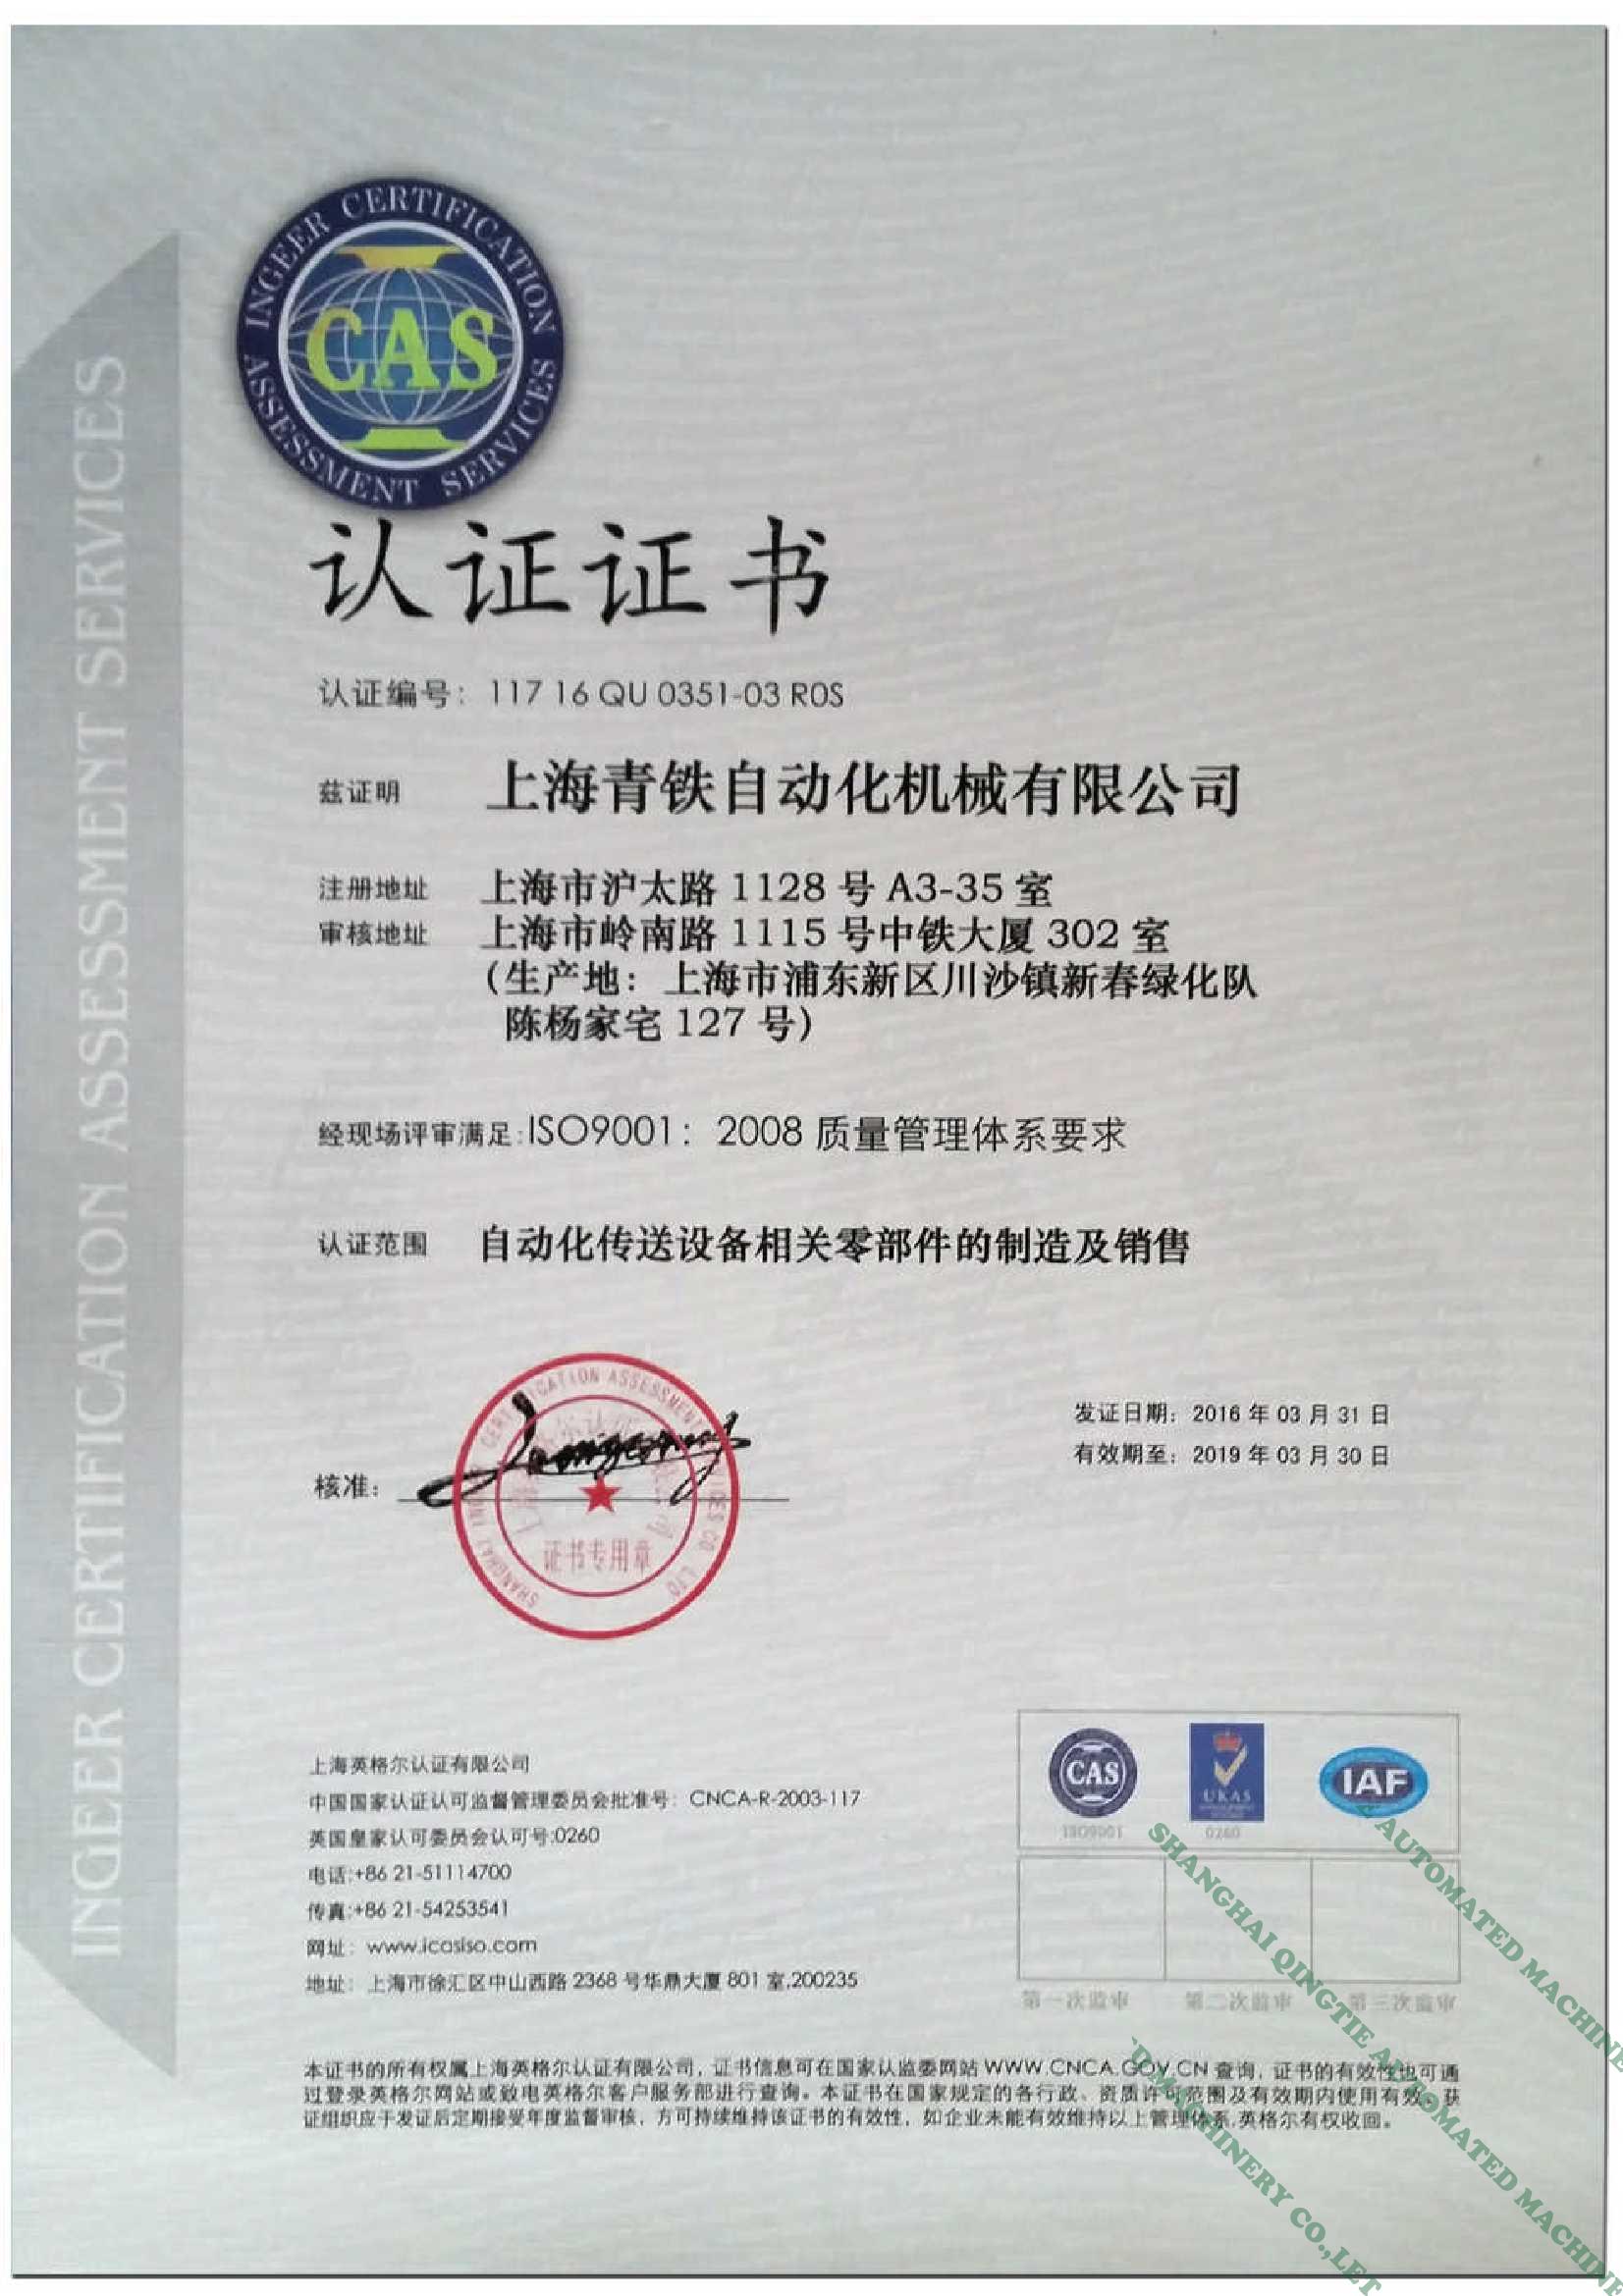 INGEER CERTIFICATION
CAS
ASSESSMENT SERVICES
INGEER CERTIFICATION ASSESSMENT SERVICES
认证证书
认证编号：117 16 QU 0351-03 R0S
兹证明 上海青铁自动化机械有限公司
注册地址 上海市沪太路 1128 号 A3-35 室
审核地址 上海市岭南路 1115 号中铁大厦 302 室
（生产地：上海市浦东新区川沙镇新春绿化队
陈杨家宅 127 号）
经现场评审满足:ISO9001：2008 质量管理体系要求
认证范围 自动化传送设备相关零部件的制造及销售
发证日期：2016 年 03 月 31 日
有效期至：2019 年 03 月 30 日
核准：
证书专用章
上海英格尔认证有限公司
中国国家认证认可监督管理委员会批准号：CNCA-R-2003-117
英国皇家认可委员会认可号:0260
电话:+86 21-51114700
传真:+86 21-54253541
网址：www.icasiso.com
地址：上海市徐汇区中山西路 2368 号华鼎大厦 801 室,200235
CAS
UKAS
IAF
ISO9001
0260
第一次监审 第二次监审 第三次监审
本证书的所有权属上海英格尔认证有限公司，证书信息可在国家认监委网站 WWW.CNCA.GOV.CN 查询，证书的有效性也可通
过登录英格尔网站或致电英格尔客户服务部进行查询。本证书在国家规定的各行政、资质许可范围及有效期内使用有效。获
证组织应于发证后定期接受年度监督审核，方可持续维持该证书的有效性，如企业未能有效维持以上管理体系,英格尔有权收回。
AUTOMATED MACHINE
SHANGHAI QINGTIE AUTOMATED MACHINE
MACHINERY CO.,LET